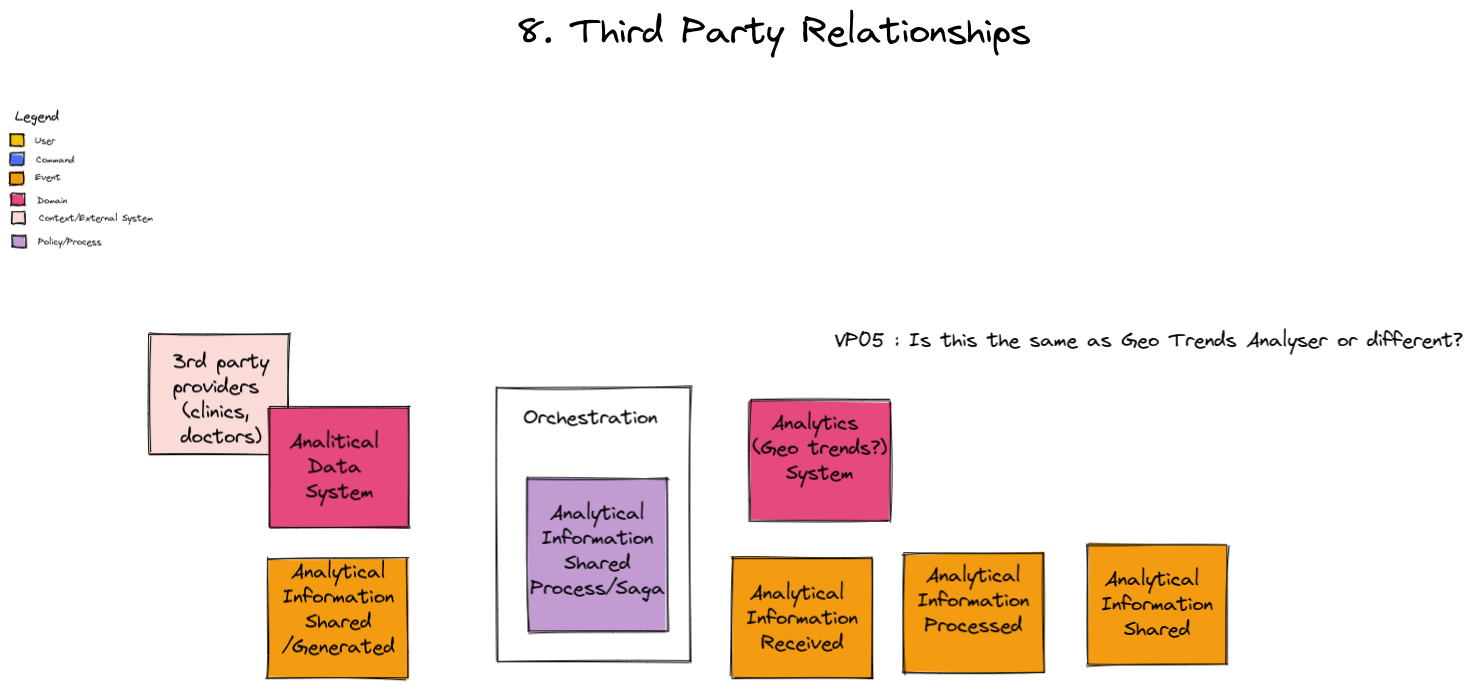 8. Third Party Relationships
Legend
User
Command
Event
Domain
Context/External System
Policy/Process
VP05 : Is this the same as Geo Trends Analyser or different?
3rd party
providers
(clinics,
doctors)
Analitical
Data
System
Orchestration
Analytical
Information
Shared
Process/Saga
Analytics
(Geo trends?)
System
Analytical
Information
Shared
/Generated
Analytical
Information
Received
Analytical
Information
Processed
Analytical
Information
Shared